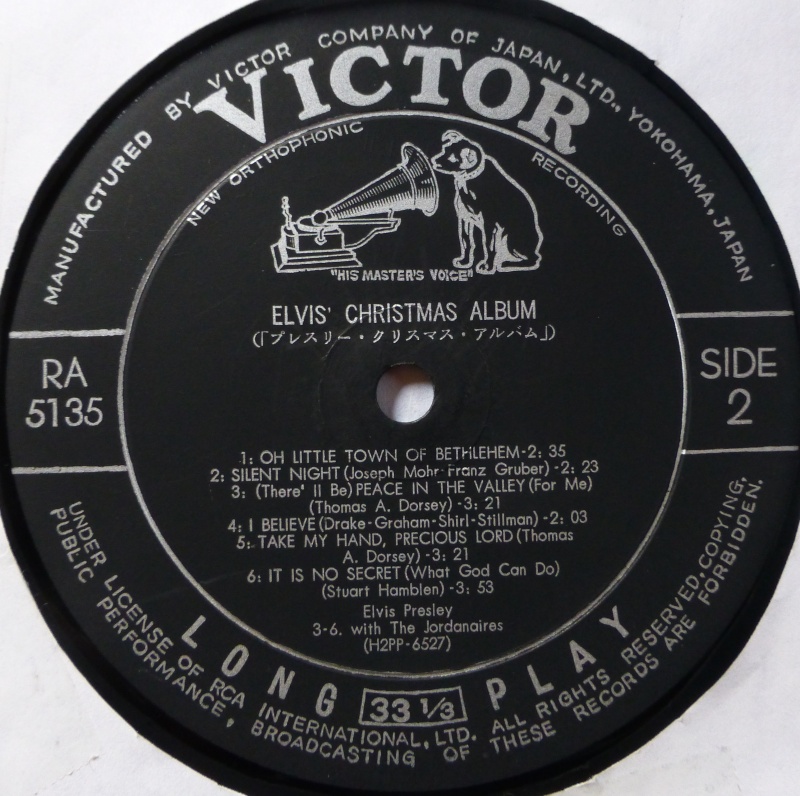 MANUFACTURED BY VICTOR COMPANY OF JAPAN, LTD., YOKOHAMA, JAPAN
VICTOR
NEW ORTHOPHONIC RECORDING
"HIS MASTER'S VOICE"
ELVIS' CHRISTMAS ALBUM
(「プレスリー・クリスマス・アルバム」)
RA
5135
SIDE
2
1: OH LITTLE TOWN OF BETHLEHEM-2: 35
2: SILENT NIGHT (Joseph Mohr-Franz Gruber) -2: 23
3: (There' ll Be) PEACE IN THE VALLEY (For Me)
(Thomas A. Dorsey) -3: 21
4: I BELIEVE (Drake-Graham-Shirl-Stillman) -2: 03
5: TAKE MY HAND, PRECIOUS LORD (Thomas
A. Dorsey) -3: 21
6: IT IS NO SECRET (What God Can Do)
(Stuart Hamblen) -3: 53
Elvis Presley
3-6. with The Jordanaires
(H2PP-6527)
LONG 33 1/3 PLAY
UNDER LICENSE OF RCA INTERNATIONAL, LTD. ALL RIGHTS RESERVED, COPYING,
PUBLIC PERFORMANCE, BROADCASTING OF THESE RECORDS ARE FORBIDDEN.